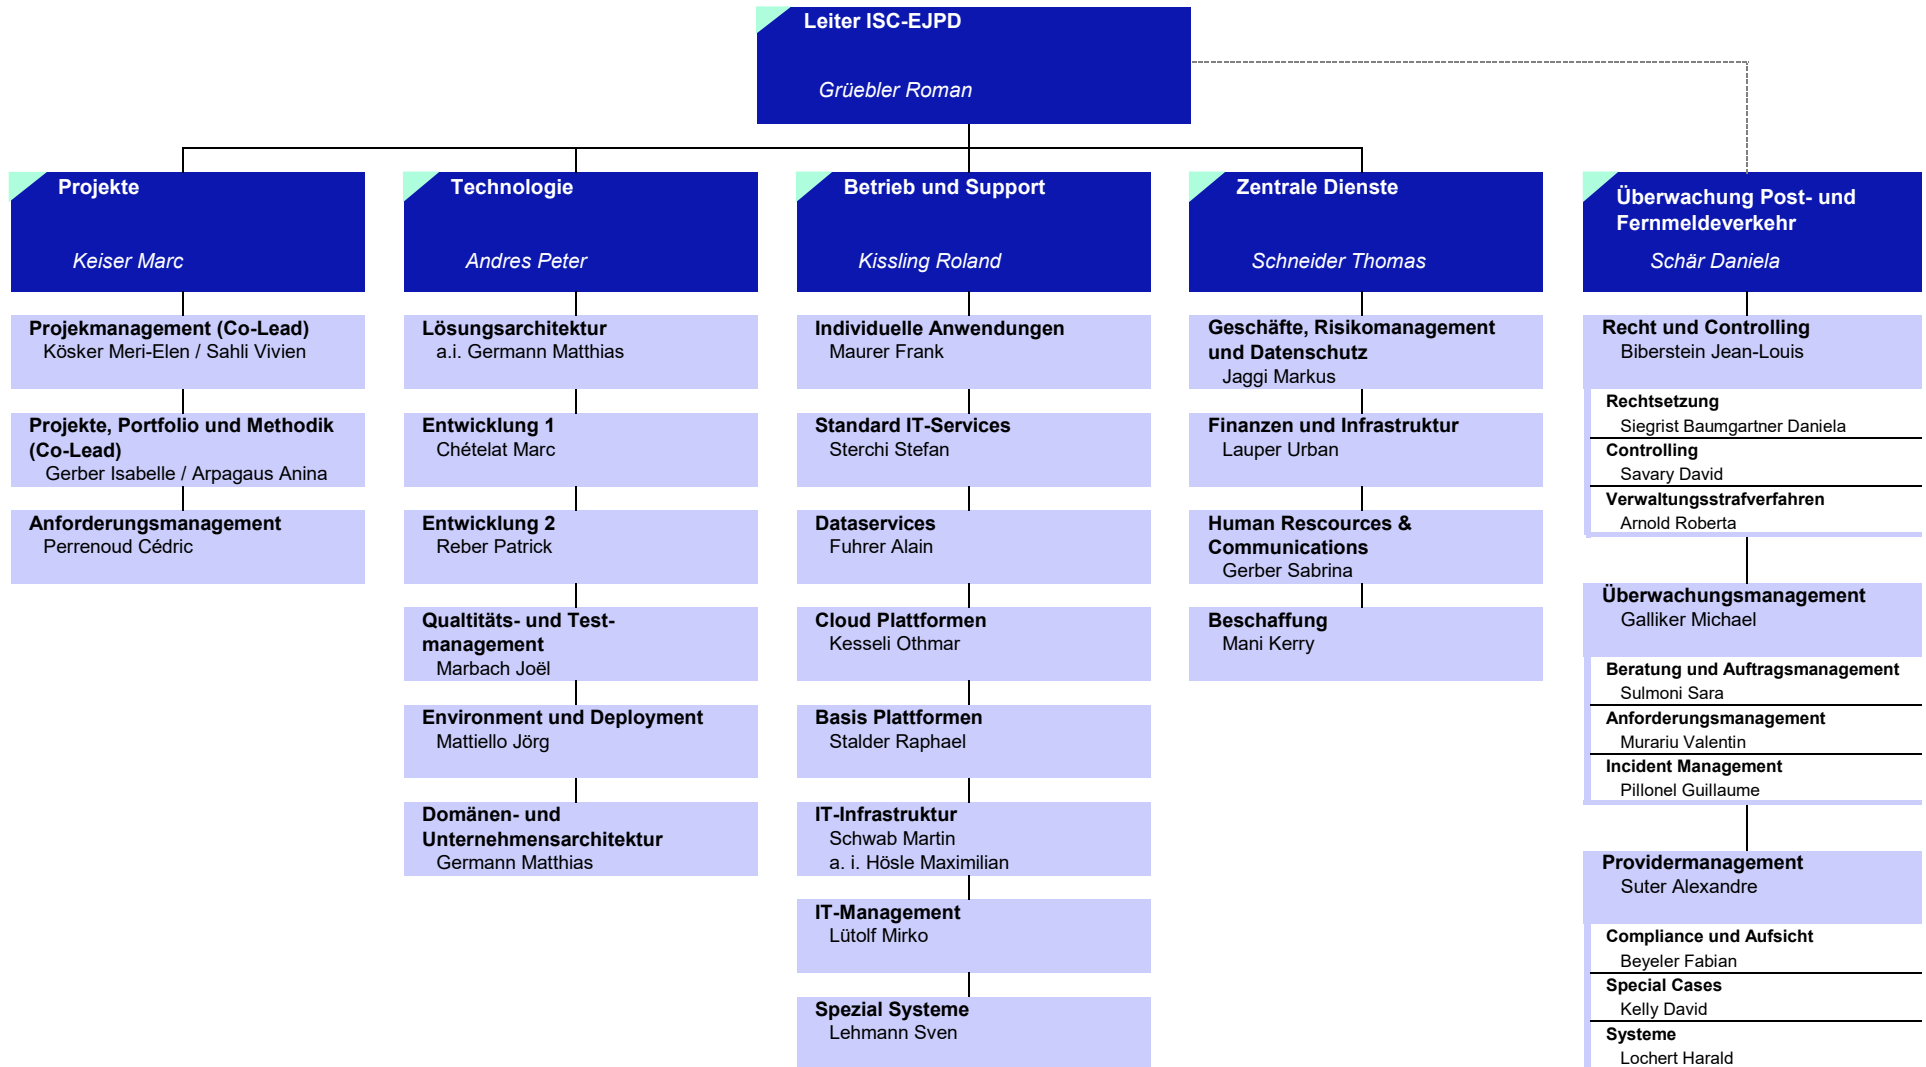 Leiter ISC-EJPD
Grüebler Roman
Projekte
Keiser Marc
Projekmanagement (Co-Lead)
Kösker Meri-Elen / Sahli Vivien
Projekte, Portfolio und Methodik
(Co-Lead)
Gerber Isabelle / Arpagaus Anina
Anforderungsmanagement
Perrenoud Cédric
Technologie
Andres Peter
Lösungsarchitektur
a.i. Germann Matthias
Entwicklung 1
Chételat Marc
Entwicklung 2
Reber Patrick
Qualtitäts- und Test-
management
Marbach Joël
Environment und Deployment
Mattiello Jörg
Domänen- und
Unternehmensarchitektur
Germann Matthias
Betrieb und Support
Kissling Roland
Individuelle Anwendungen
Maurer Frank
Standard IT-Services
Sterchi Stefan
Dataservices
Fuhrer Alain
Cloud Plattformen
Kesseli Othmar
Basis Plattformen
Stalder Raphael
IT-Infrastruktur
Schwab Martin
a. i. Hösle Maximilian
IT-Management
Lütolf Mirko
Spezial Systeme
Lehmann Sven
Zentrale Dienste
Schneider Thomas
Geschäfte, Risikomanagement
und Datenschutz
Jaggi Markus
Finanzen und Infrastruktur
Lauper Urban
Human Rescources &
Communications
Gerber Sabrina
Beschaffung
Mani Kerry
Überwachung Post- und
Fernmeldeverkehr
Schär Daniela
Recht und Controlling
Biberstein Jean-Louis
Rechtsetzung
Siegrist Baumgartner Daniela
Controlling
Savary David
Verwaltungsstrafverfahren
Arnold Roberta
Überwachungsmanagement
Galliker Michael
Beratung und Auftragsmanagement
Sulmoni Sara
Anforderungsmanagement
Murariu Valentin
Incident Management
Pillonel Guillaume
Providermanagement
Suter Alexandre
Compliance und Aufsicht
Beyeler Fabian
Special Cases
Kelly David
Systeme
Lochert Harald